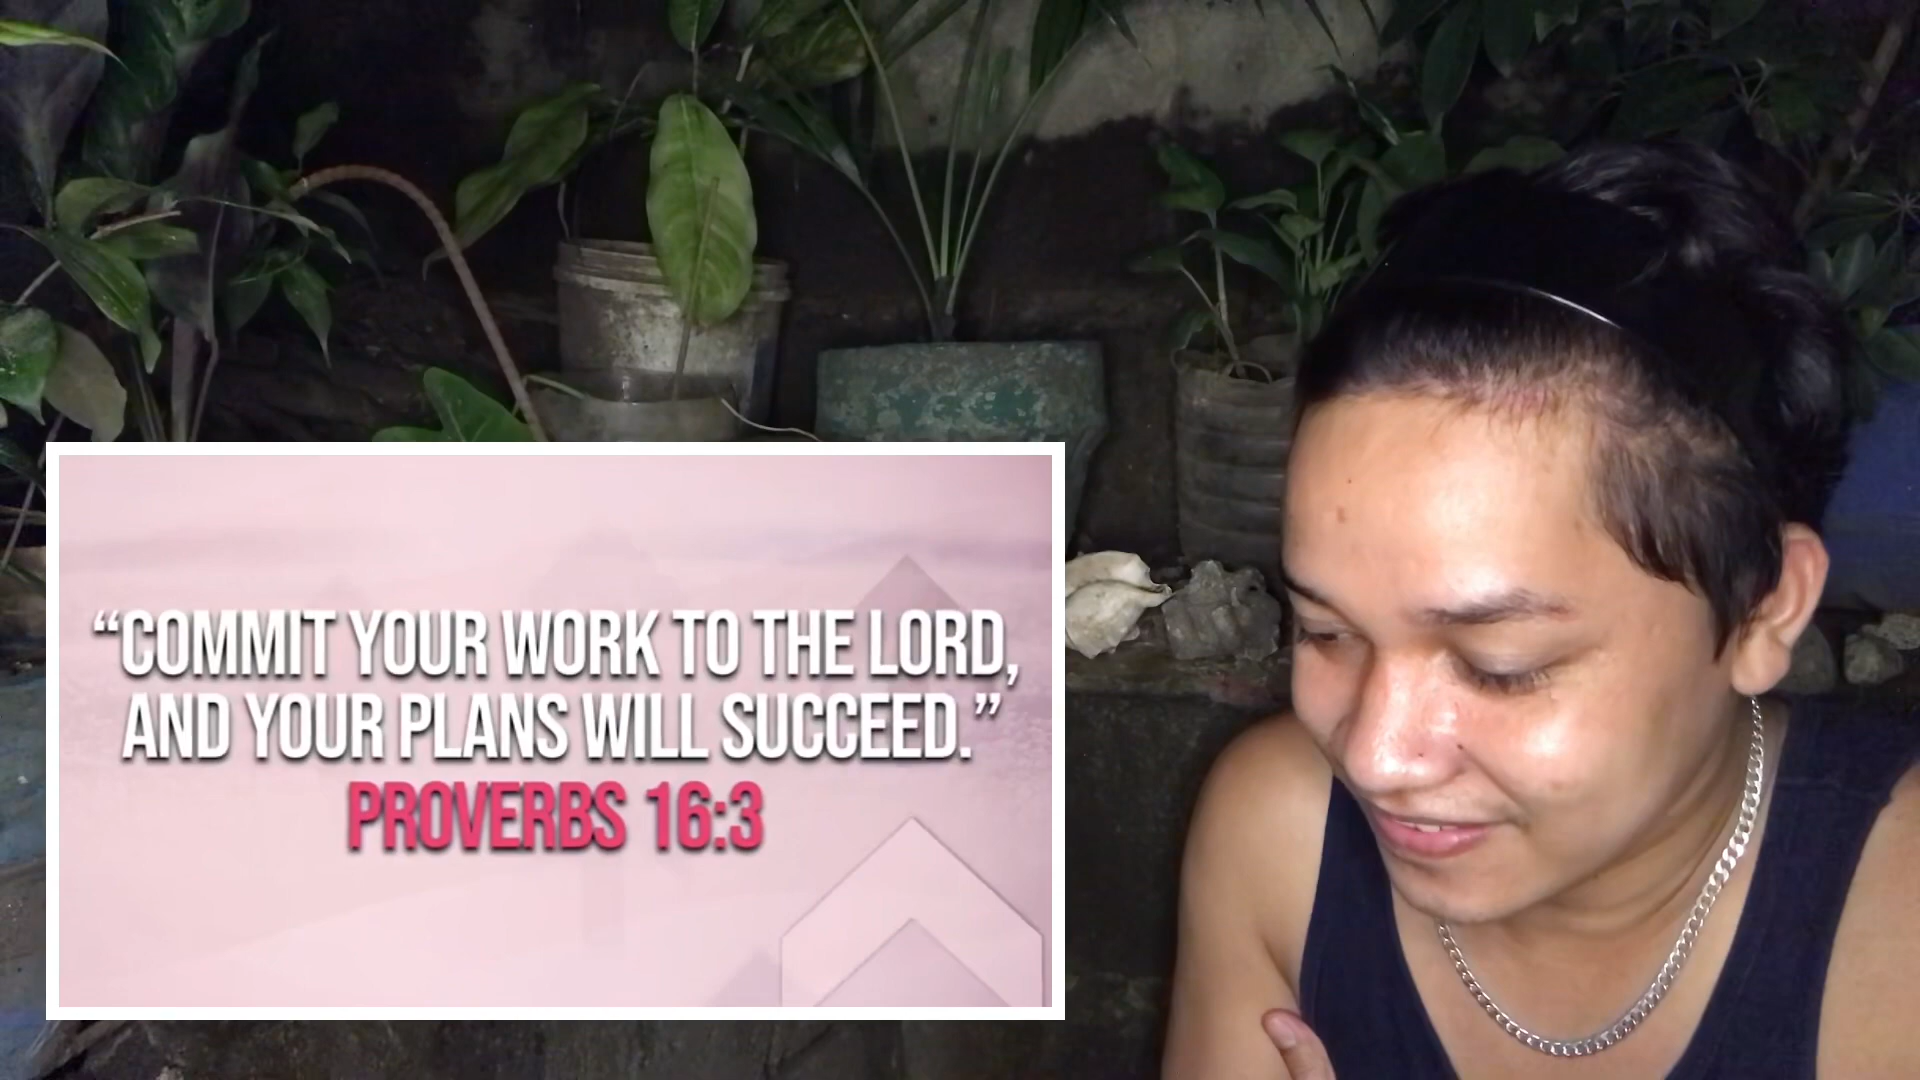 “COMMIT YOUR WORK TO THE LORD,
AND YOUR PLANS WILL SUCCEED.”
PROVERBS 16:3